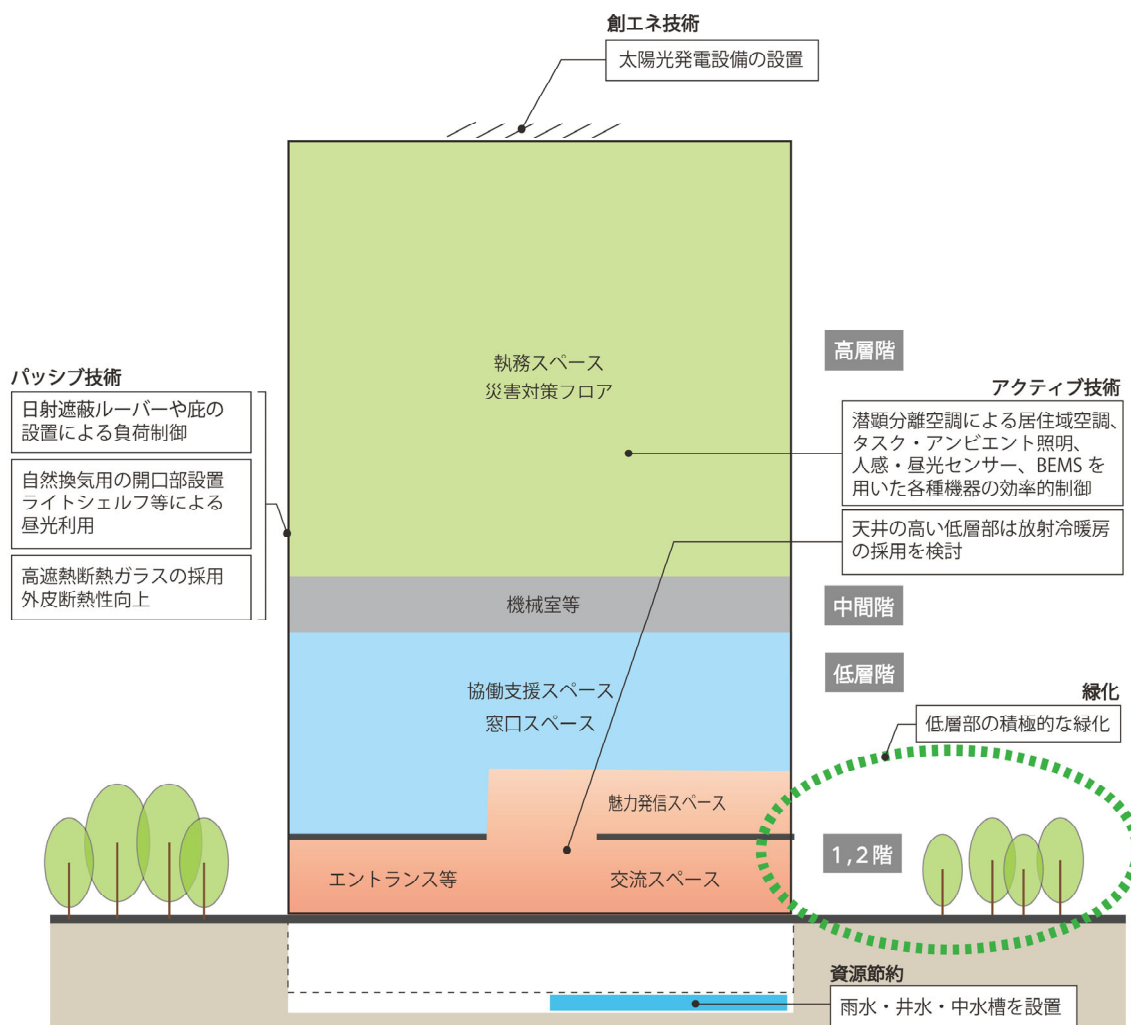 創エネ技術
太陽光発電設備の設置
高層階
執務スペース
災害対策フロア
パッシブ技術
日射遮蔽ルーバーや庇の
設置による負荷制御
自然換気用の開口部設置
ライトシェルフ等による
昼光利用
高遮熱断熱ガラスの採用
外皮断熱性向上
アクティブ技術
潜顕分離空調による居住域空調、
タスク・アンビエント照明、
人感・昼光センサー、BEMS を
用いた各種機器の効率的制御
天井の高い低層部は放射冷暖房
の採用を検討
機械室等
中間階
低層階
協働支援スペース
窓口スペース
緑化
低層部の積極的な緑化
魅力発信スペース
1,2階
エントランス等
交流スペース
資源節約
雨水・井水・中水槽を設置